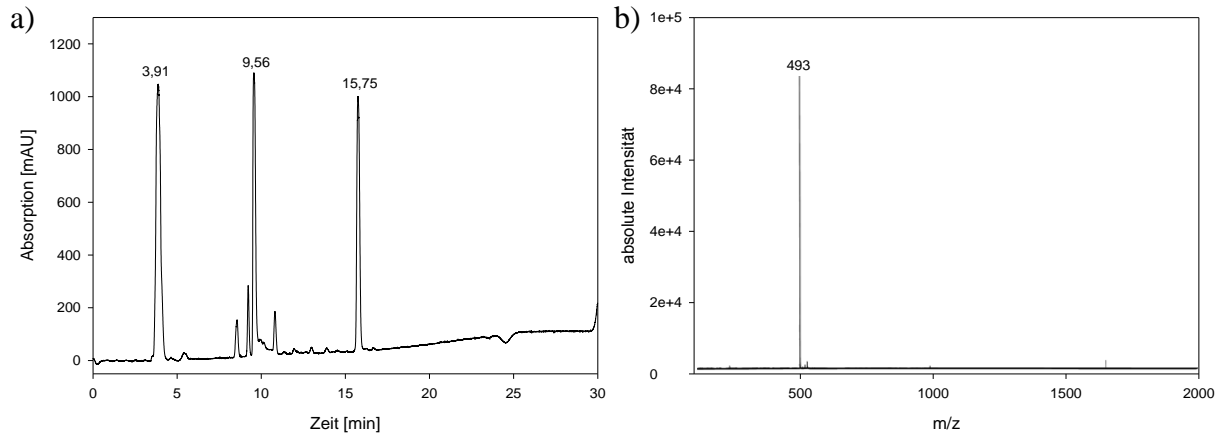 a)
3,91
9,56
15,75
1200
1000
800
600
400
200
0
Absorption [mAU]
0
5
10
15
20
25
30
Zeit [min]
b)
493
1e+5
8e+4
6e+4
4e+4
2e+4
0
absolute Intensität
500
1000
1500
2000
m/z